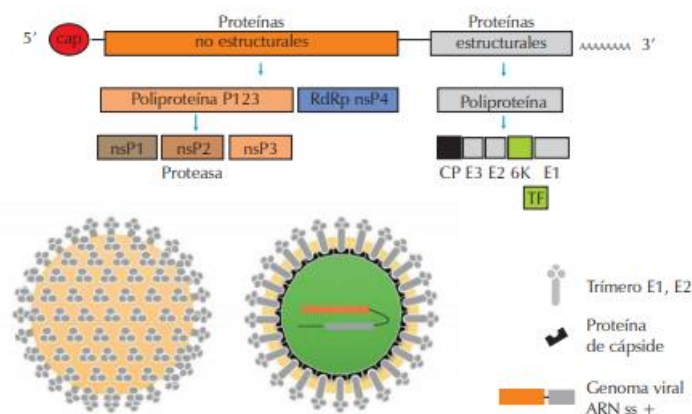 Proteínas
no estructurales
Proteínas
estructurales
5' cap AAAAAAAA 3'
Poliproteína P123
RdRp nsP4
Poliproteína
nsP1 nsP2 nsP3
Proteasa
CP E3 E2 6K E1
TF
Trímero E1, E2
Proteína
de cápside
Genoma viral
ARN ss +